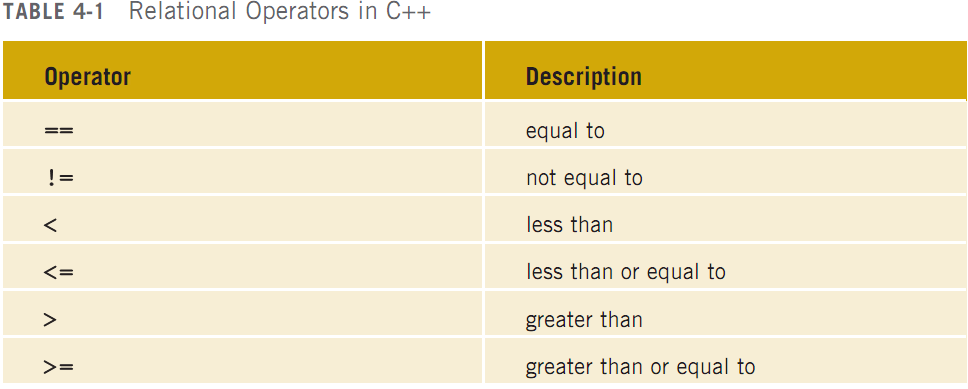 TABLE 4-1 Relational Operators in C++
Operator Description
== equal to
!= not equal to
< less than
<= less than or equal to
> greater than
>= greater than or equal to